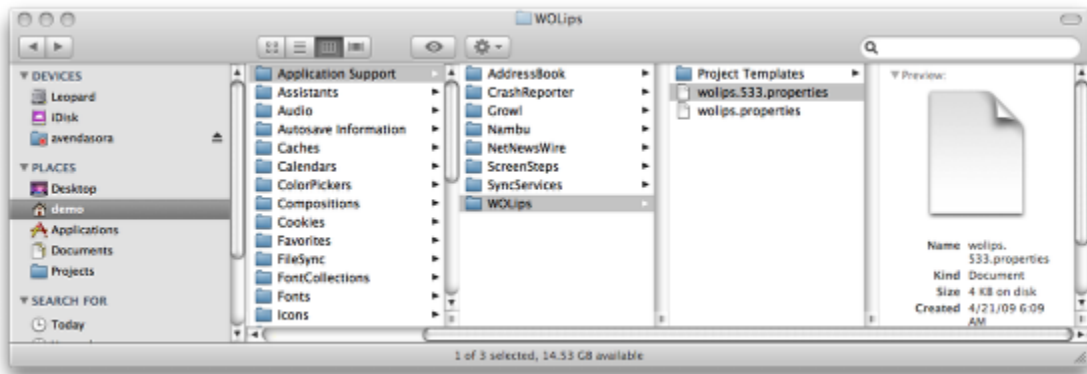 WOLips
DEVICES
Leopard
iDisk
avendasora
PLACES
Desktop
demo
Applications
Documents
Projects
SEARCH FOR
Today
Application Support
Assistants
Audio
Autosave Information
Caches
Calendars
ColorPickers
Compositions
Cookies
Favorites
FileSync
FontCollections
Fonts
Icons
AddressBook
CrashReporter
Growl
Nambu
NetNewsWire
ScreenSteps
SyncServices
WOLips
Project Templates
wolips.533.properties
wolips.properties
Preview:
Name wolips.
533.properties
Kind Document
Size 4 KB on disk
Created 4/21/09 6:09
AM
1 of 3 selected, 14.53 GB available